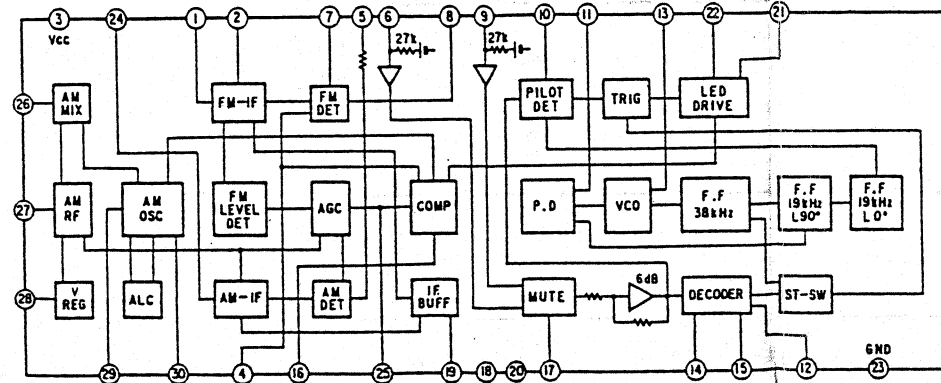 3 24 1 2 7 5 6 8 9 10 11 13 22 21
Vcc
27k
27k
AM MIX
FM-IF
FM DET
PILOT DET
TRIG
LED DRIVE
26
AM RF
AM OSC
FM LEVEL DET
AGC
COMP
P.D
VCO
F.F 38kHz
F.F 19kHz L90°
F.F 19kHz L0°
27
V REG
ALC
AM-IF
AM DET
I.F. BUFF
MUTE
6dB
DECODER
ST-SW
28
GND
29 30 4 16 25 19 18 20 17 14 15 12 23